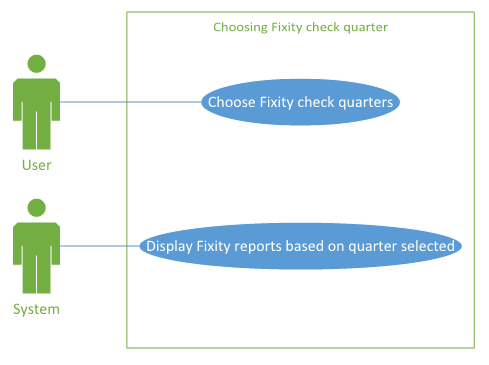 Choosing Fixity check quarter
Choose Fixity check quarters
User
Display Fixity reports based on quarter selected
System